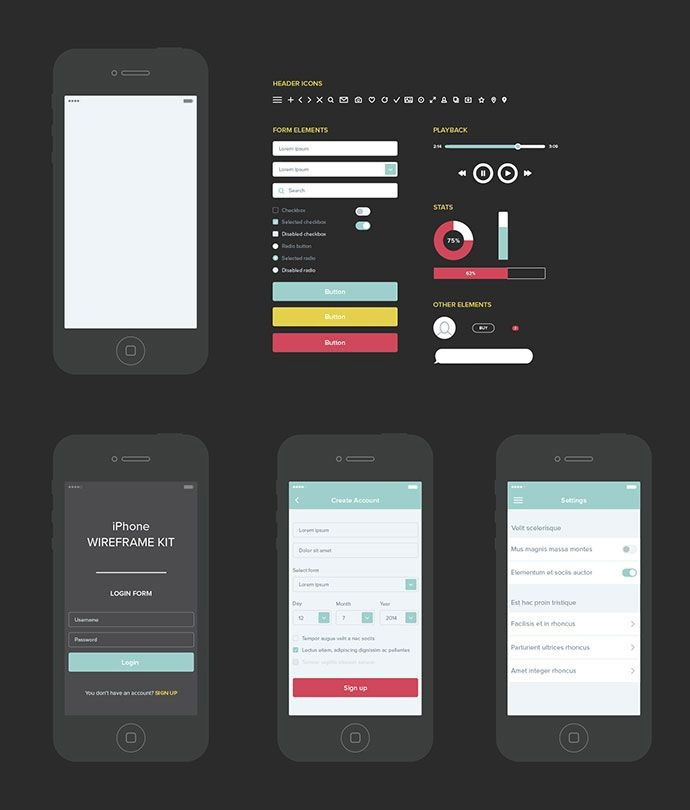 HEADER ICONS
FORM ELEMENTS
Lorem ipsum
Lorem ipsum
Search
Checkbox
Selected checkbox
Disabled checkbox
Radio button
Selected radio
Disabled radio
Button
Button
Button
PLAYBACK
2:14
3:09
STATS
75%
62%
OTHER ELEMENTS
BUY
iPhone
WIREFRAME KIT
LOGIN FORM
Username
Password
Login
You don't have an account? SIGN UP
Create Account
Lorem ipsum
Dolor sit amet
Select form
Lorem ipsum
Day Month Year
12 7 2014
Tempor augue velit a nac sociis
Lectus etiam, adipiscing dignissim ac pellentes
Sign up
Settings
Velit scelerisque
Mus magnis massa montes
Elementum et sociis auctor
Est hac proin tristique
Facilisis et in rhoncus
Parturient ultrices rhoncus
Amet integer rhoncus